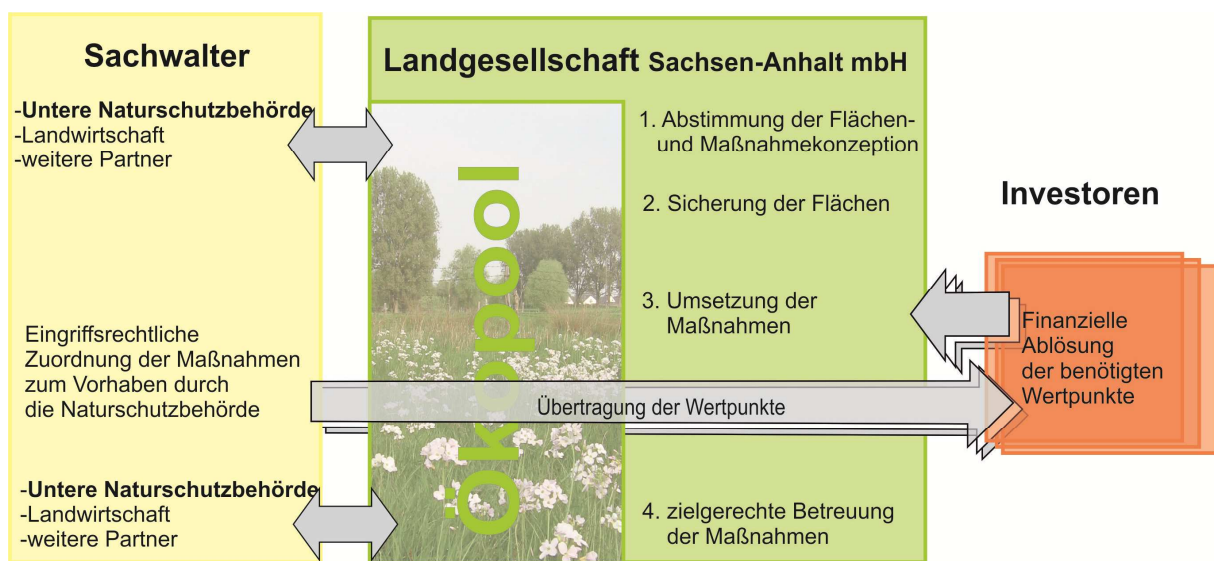 Sachwalter
-Untere Naturschutzbehörde
-Landwirtschaft
-weitere Partner
Eingriffsrechtliche
Zuordnung der Maßnahmen
zum Vorhaben durch
die Naturschutzbehörde
-Untere Naturschutzbehörde
-Landwirtschaft
-weitere Partner
Landgesellschaft Sachsen-Anhalt mbH
Ökopool
1. Abstimmung der Flächen-
und Maßnahmekonzeption
2. Sicherung der Flächen
3. Umsetzung der
Maßnahmen
Übertragung der Wertpunkte
4. zielgerechte Betreuung
der Maßnahmen
Investoren
Finanzielle
Ablösung
der benötigten
Wertpunkte